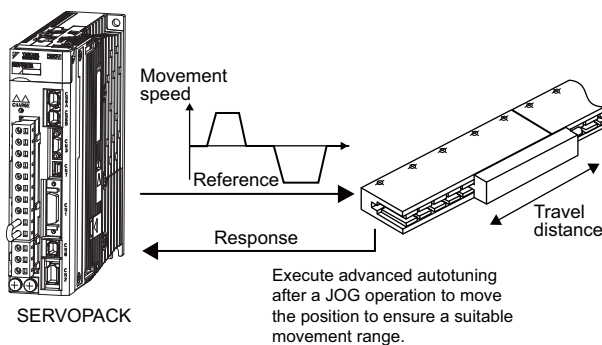 Movement
speed
Reference
Response
Travel
distance
CHARGE
SERVOPACK
Execute advanced autotuning
after a JOG operation to move
the position to ensure a suitable
movement range.